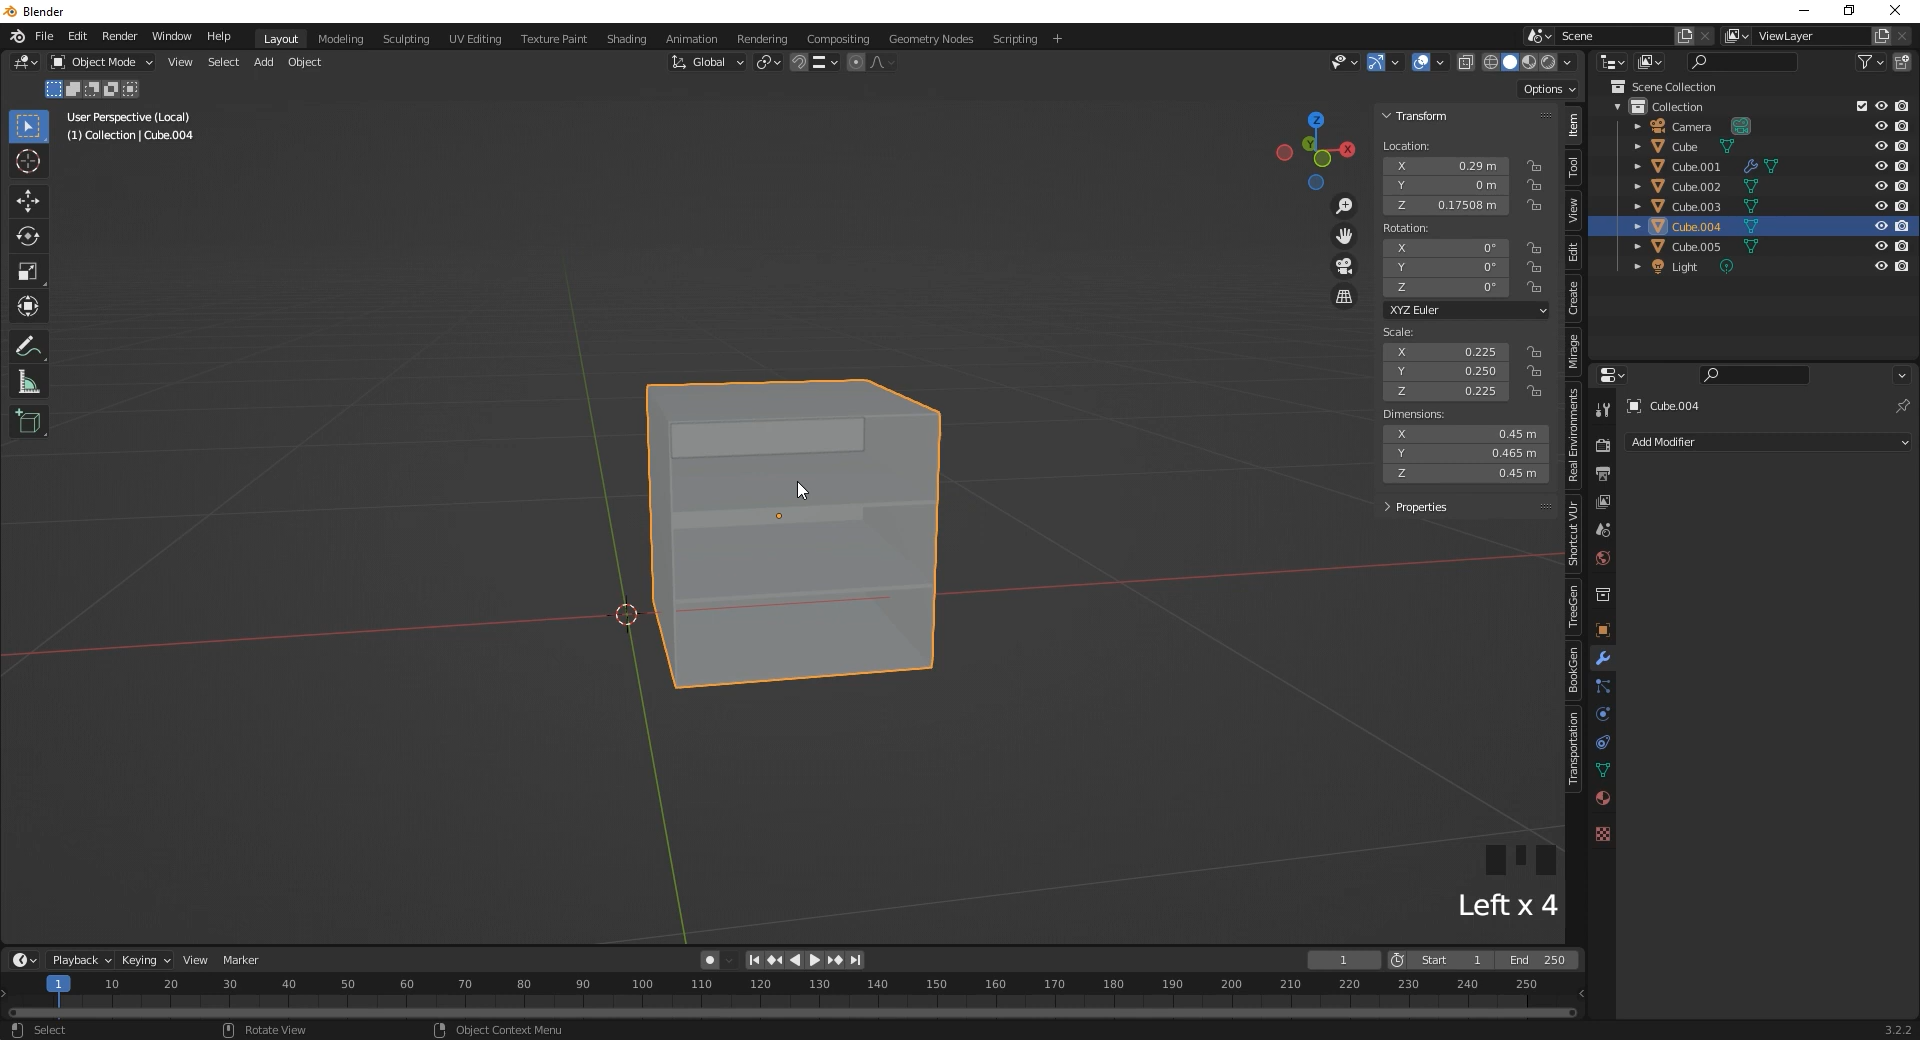 Blender
File Edit Render Window Help Layout Modeling Sculpting UV Editing Texture Paint Shading Animation Rendering Compositing Geometry Nodes Scripting + Scene ViewLayer
Object Mode View Select Add Object Global
Options
User Perspective (Local)
(1) Collection | Cube.004
Z
Y
X
Transform
Location:
X 0.29 m
Y 0 m
Z 0.17508 m
Rotation:
X 0°
Y 0°
Z 0°
XYZ Euler
Scale:
X 0.225
Y 0.250
Z 0.225
Dimensions:
X 0.45 m
Y 0.465 m
Z 0.45 m
Properties
Item
Tool
View
Edit
Create
Mirage
Real Environments
Shortcut VUr
TreeGen
BookGen
Transportation
Scene Collection
Collection
Camera
Cube
Cube.001
Cube.002
Cube.003
Cube.004
Cube.005
Light
Cube.004
Add Modifier
Left x 4
Playback Keying View Marker 1 Start 1 End 250
1 10 20 30 40 50 60 70 80 90 100 110 120 130 140 150 160 170 180 190 200 210 220 230 240 250
Select Rotate View Object Context Menu 3.2.2